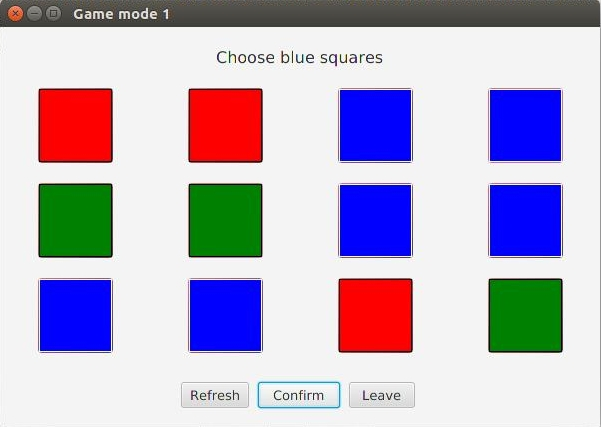 Game mode 1
Choose blue squares
Refresh Confirm Leave